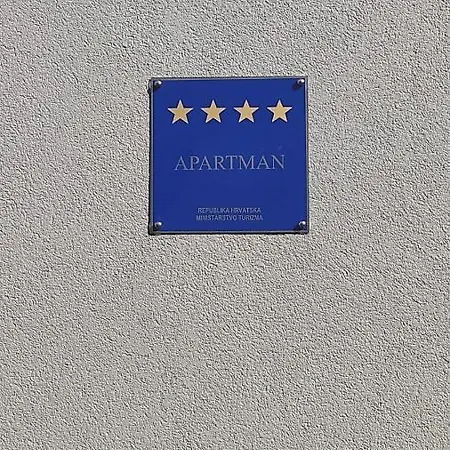 APARTMAN
REPUBLIKA HRVATSKA
MINISTARSTVO TURIZMA